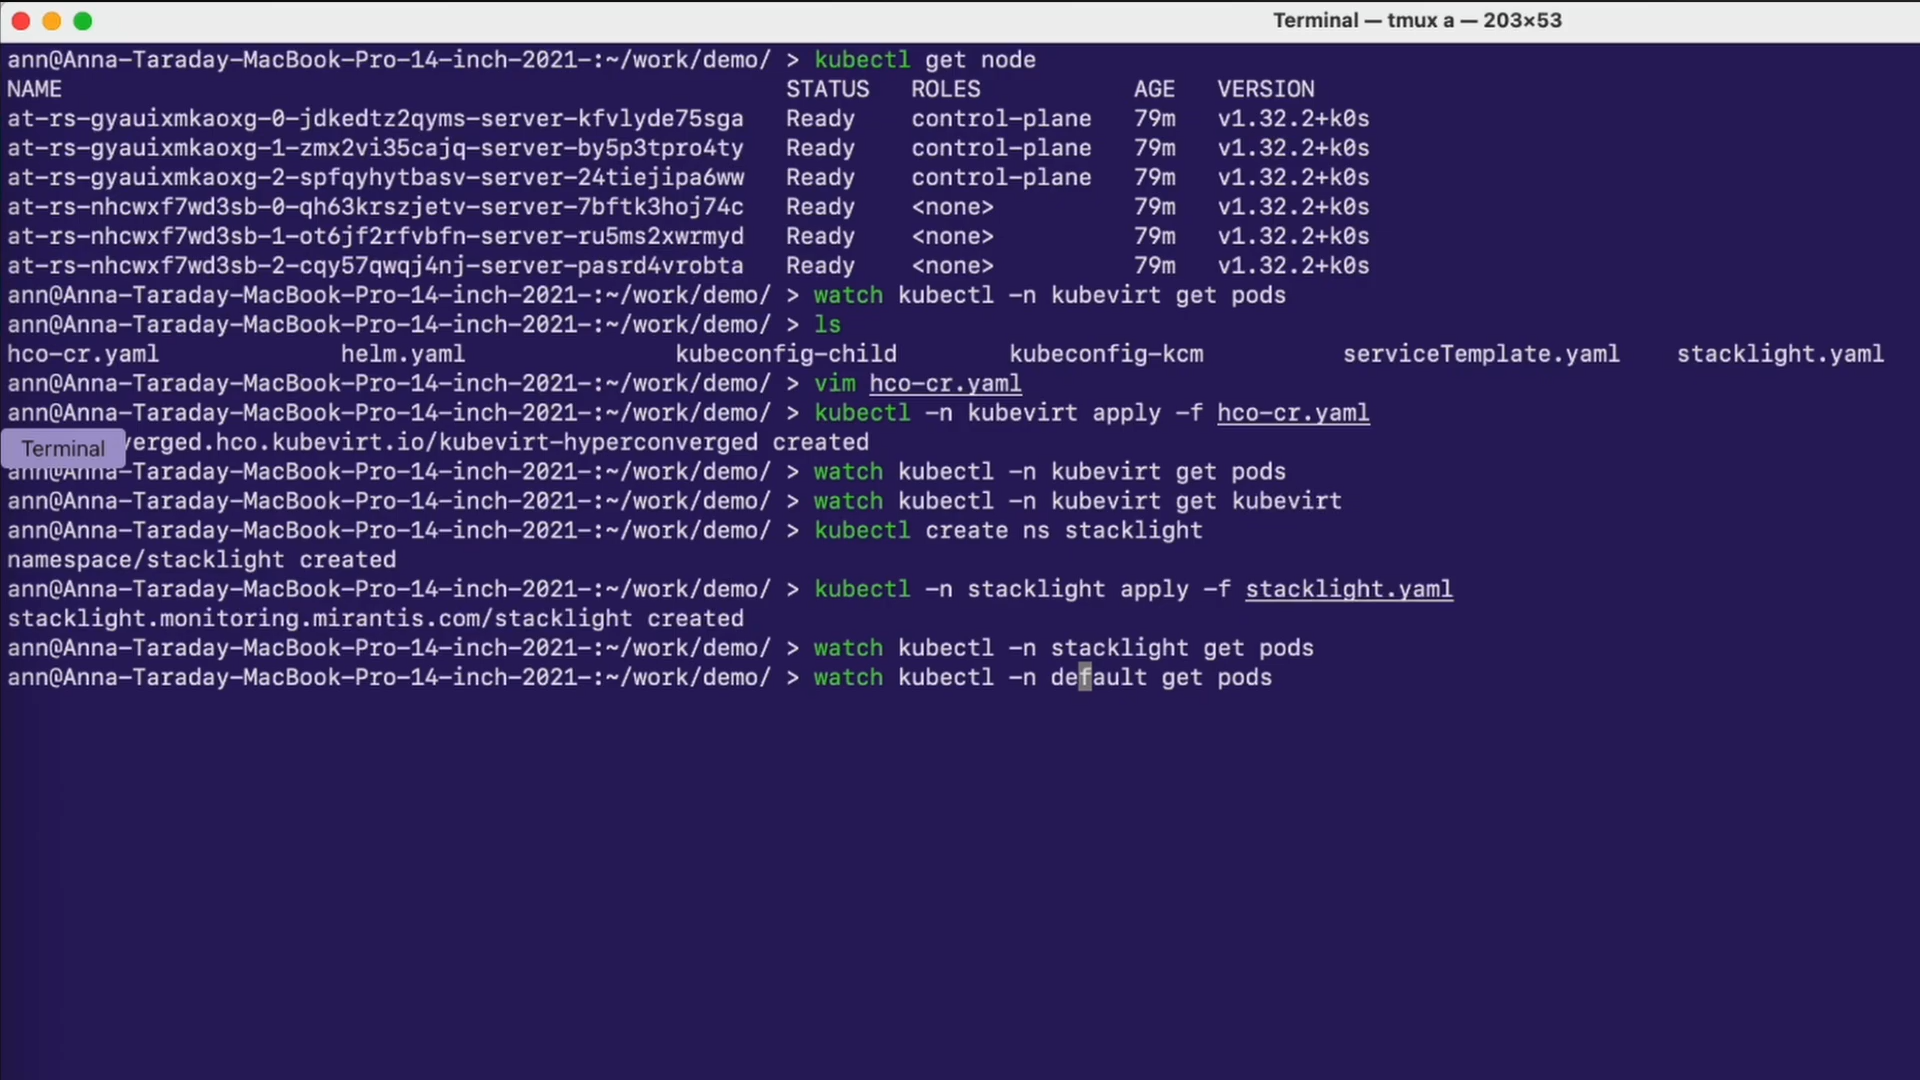 Terminal — tmux a — 203×53
ann@Anna-Taraday-MacBook-Pro-14-inch-2021-:~/work/demo/ > kubectl get node
NAME STATUS ROLES AGE VERSION
at-rs-gyauixmkaoxg-0-jdkedtz2qyms-server-kfvlyde75sga Ready control-plane 79m v1.32.2+k0s
at-rs-gyauixmkaoxg-1-zmx2vi35cajq-server-by5p3tpro4ty Ready control-plane 79m v1.32.2+k0s
at-rs-gyauixmkaoxg-2-spfqyhytbasv-server-24tiejipa6ww Ready control-plane 79m v1.32.2+k0s
at-rs-nhcwxf7wd3sb-0-qh63krszjetv-server-7bftk3hoj74c Ready <none> 79m v1.32.2+k0s
at-rs-nhcwxf7wd3sb-1-ot6jf2rfvbfn-server-ru5ms2xwrmyd Ready <none> 79m v1.32.2+k0s
at-rs-nhcwxf7wd3sb-2-cqy57qwqj4nj-server-pasrd4vrobta Ready <none> 79m v1.32.2+k0s
ann@Anna-Taraday-MacBook-Pro-14-inch-2021-:~/work/demo/ > watch kubectl -n kubevirt get pods
ann@Anna-Taraday-MacBook-Pro-14-inch-2021-:~/work/demo/ > ls
hco-cr.yaml helm.yaml kubeconfig-child kubeconfig-kcm serviceTemplate.yaml stacklight.yaml
ann@Anna-Taraday-MacBook-Pro-14-inch-2021-:~/work/demo/ > vim hco-cr.yaml
ann@Anna-Taraday-MacBook-Pro-14-inch-2021-:~/work/demo/ > kubectl -n kubevirt apply -f hco-cr.yaml
Terminal verged.hco.kubevirt.io/kubevirt-hyperconverged created
ann@Anna-Taraday-MacBook-Pro-14-inch-2021-:~/work/demo/ > watch kubectl -n kubevirt get pods
ann@Anna-Taraday-MacBook-Pro-14-inch-2021-:~/work/demo/ > watch kubectl -n kubevirt get kubevirt
ann@Anna-Taraday-MacBook-Pro-14-inch-2021-:~/work/demo/ > kubectl create ns stacklight
namespace/stacklight created
ann@Anna-Taraday-MacBook-Pro-14-inch-2021-:~/work/demo/ > kubectl -n stacklight apply -f stacklight.yaml
stacklight.monitoring.mirantis.com/stacklight created
ann@Anna-Taraday-MacBook-Pro-14-inch-2021-:~/work/demo/ > watch kubectl -n stacklight get pods
ann@Anna-Taraday-MacBook-Pro-14-inch-2021-:~/work/demo/ > watch kubectl -n default get pods